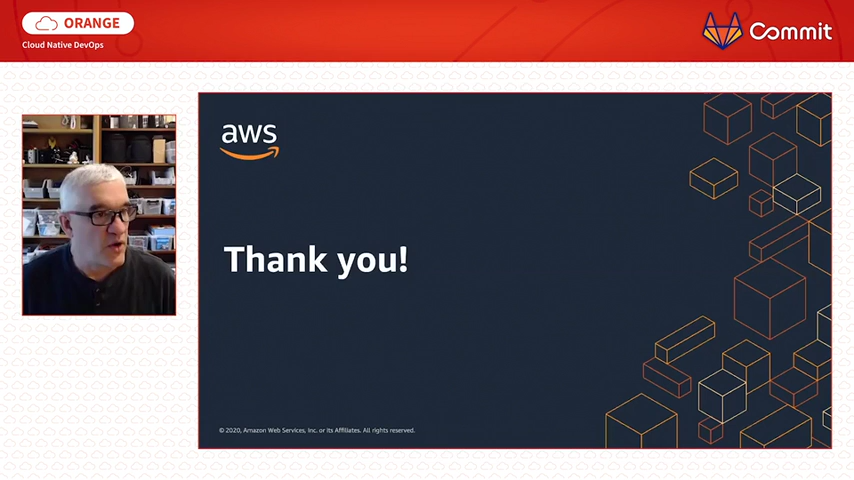 ORANGE
Cloud Native DevOps
Commit
aws
Thank you!
© 2020, Amazon Web Services, Inc. or its Affiliates. All rights reserved.